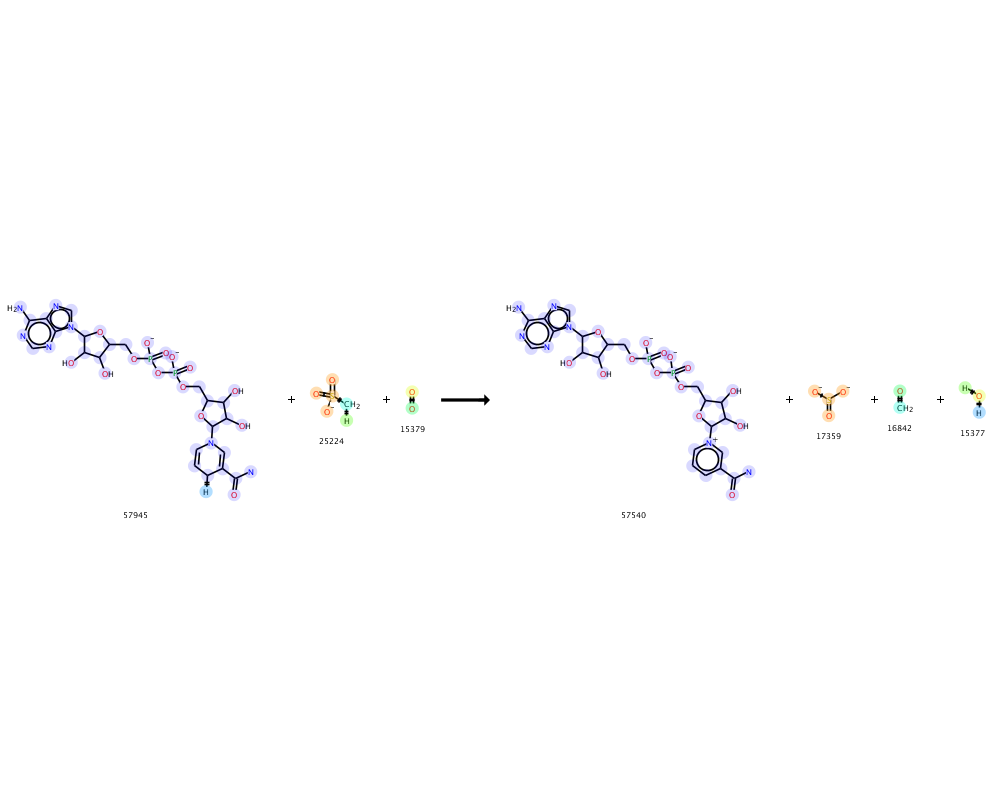 H2N N N N N O HO OH O O- P O O- O P O O O OH OH N N O H
57945
+
O O S O- CH2 H
25224
+
O O
15379
H2N N N N N O HO OH O O- P O O- O P O O O OH OH N+ N O
57540
+
O- S O- O
17359
+
O CH2
16842
+
H O H
15377